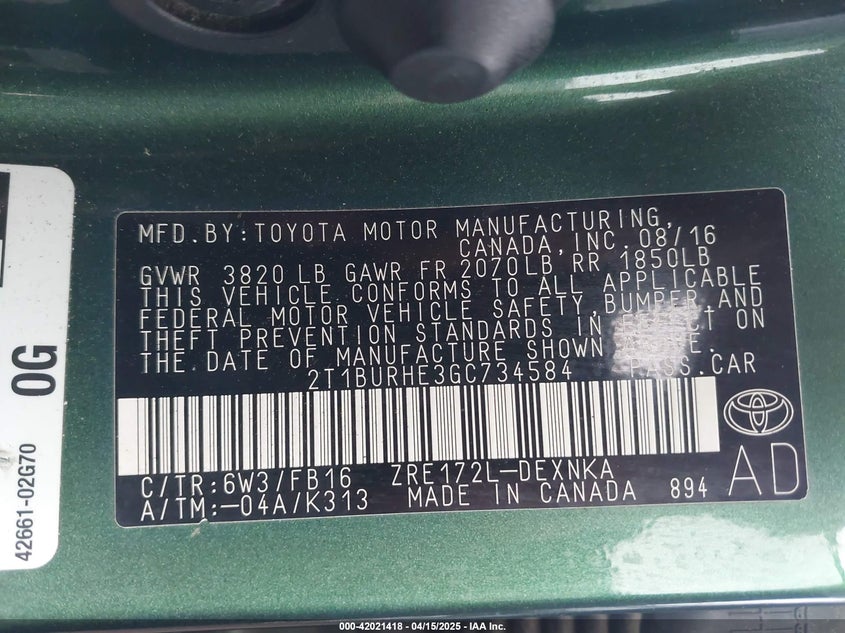 MFD. BY: TOYOTA MOTOR MANUFACTURING,
CANADA, INC. 08/16
GVWR 3820 LB GAWR FR 2070LB RR 1850LB
THIS VEHICLE CONFORMS TO ALL APPLICABLE
FEDERAL MOTOR VEHICLE SAFETY, BUMPER, AND
THEFT PREVENTION STANDARDS IN EFFECT ON
THE DATE OF MANUFACTURE SHOWN ABOVE.
2T1BURHE3GC734584 PASS. CAR
C/TR: 6W3/FB16 ZRE172L-DEXNKA
A/TM: -04A/K313 MADE IN CANADA 894
AD
42661-02G70
0G
000-42021418 - 04/15/2025 - IAA Inc.